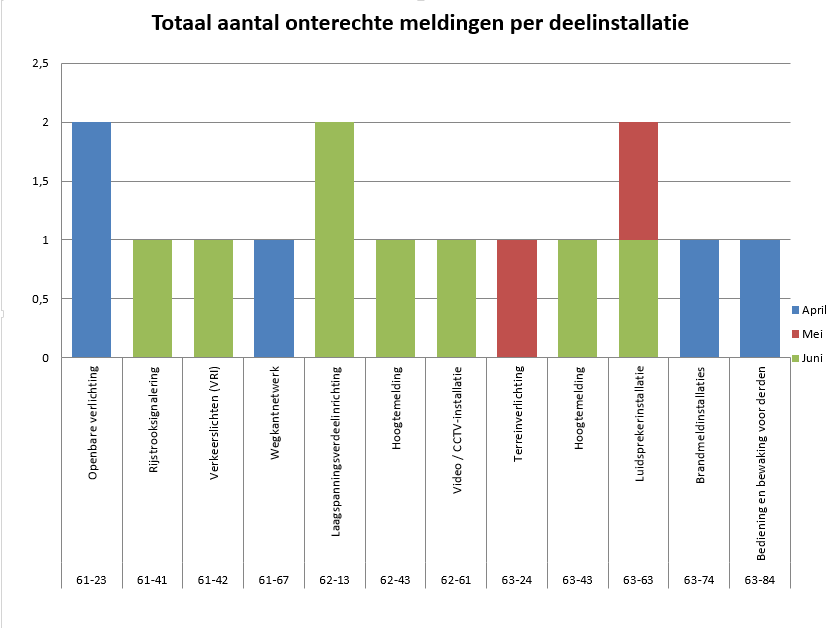 Totaal aantal onterechte meldingen per deelinstallatie
2,5
2
1,5
1
0,5
0
April
Mei
Juni
Openbare verlichting
Rijstrooksignalering
Verkeerslichten (VRI)
Wegkantnetwerk
Laagspanningsverdeelinrichting
Hoogtemelding
Video / CCTV-installatie
Terreinverlichting
Hoogtemelding
Luidsprekerinstallatie
Brandmeldinstallaties
Bediening en bewaking voor derden
61-23
61-41
61-42
61-67
62-13
62-43
62-61
63-24
63-43
63-63
63-74
63-84